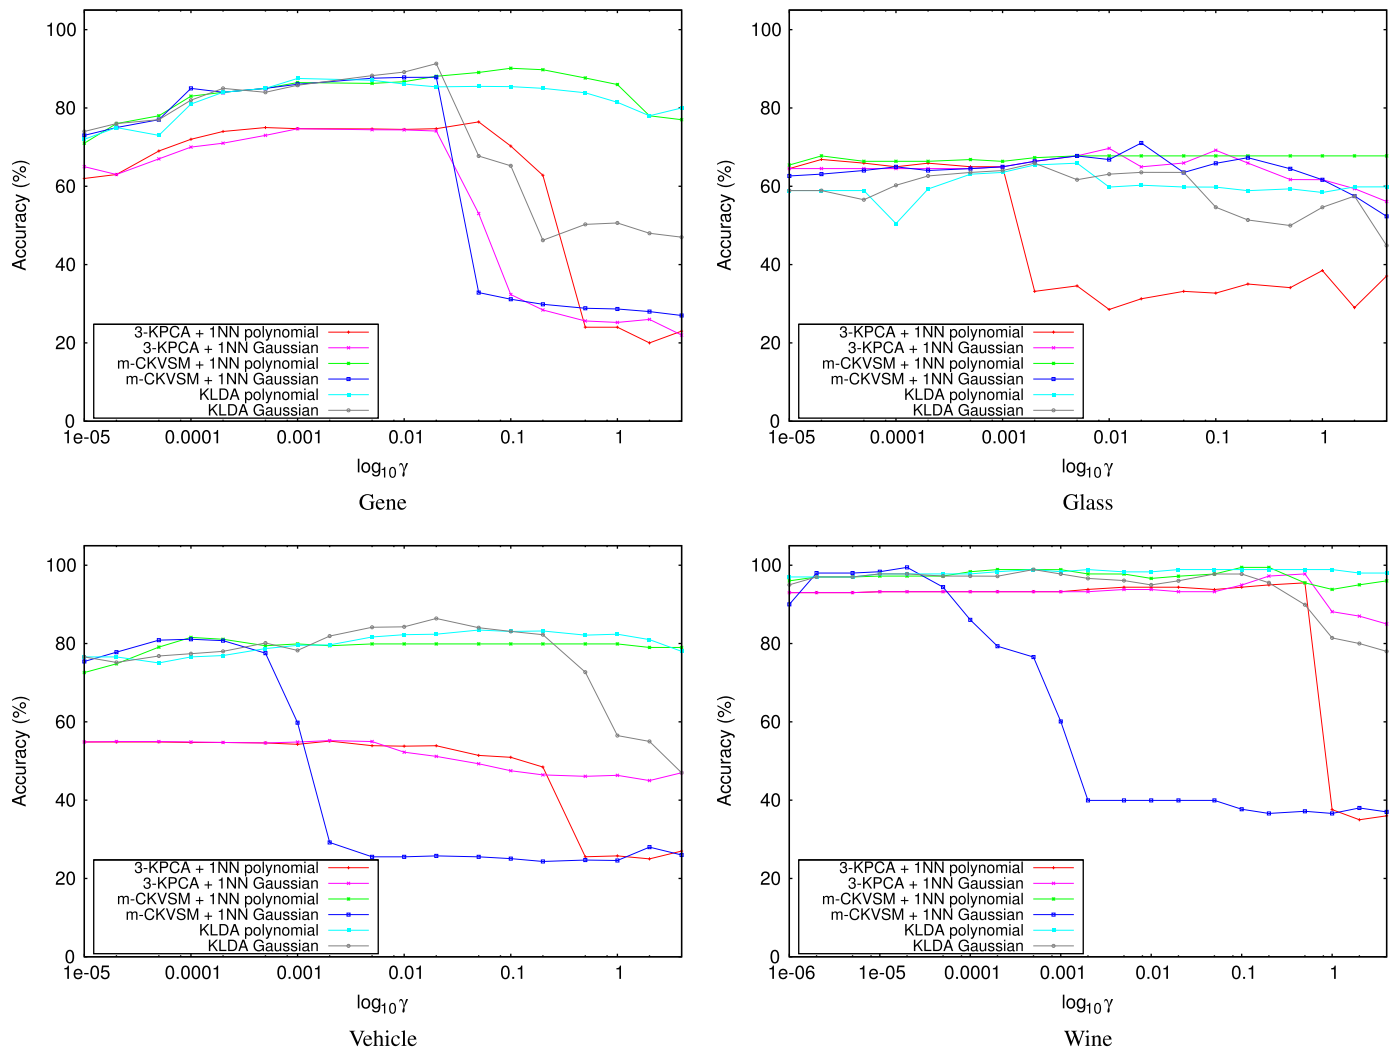 100
80
60
40
20
0
Accuracy (%)
3-KPCA + 1NN polynomial
3-KPCA + 1NN Gaussian
m-CKVSM + 1NN polynomial
m-CKVSM + 1NN Gaussian
KLDA polynomial
KLDA Gaussian
1e-05 0.0001 0.001 0.01 0.1 1
log10 γ
Gene
100
80
60
40
20
0
Accuracy (%)
3-KPCA + 1NN polynomial
3-KPCA + 1NN Gaussian
m-CKVSM + 1NN polynomial
m-CKVSM + 1NN Gaussian
KLDA polynomial
KLDA Gaussian
1e-05 0.0001 0.001 0.01 0.1 1
log10 γ
Glass
100
80
60
40
20
0
Accuracy (%)
3-KPCA + 1NN polynomial
3-KPCA + 1NN Gaussian
m-CKVSM + 1NN polynomial
m-CKVSM + 1NN Gaussian
KLDA polynomial
KLDA Gaussian
1e-05 0.0001 0.001 0.01 0.1 1
log10 γ
Vehicle
100
80
60
40
20
0
Accuracy (%)
3-KPCA + 1NN polynomial
3-KPCA + 1NN Gaussian
m-CKVSM + 1NN polynomial
m-CKVSM + 1NN Gaussian
KLDA polynomial
KLDA Gaussian
1e-06 1e-05 0.0001 0.001 0.01 0.1 1
log10 γ
Wine